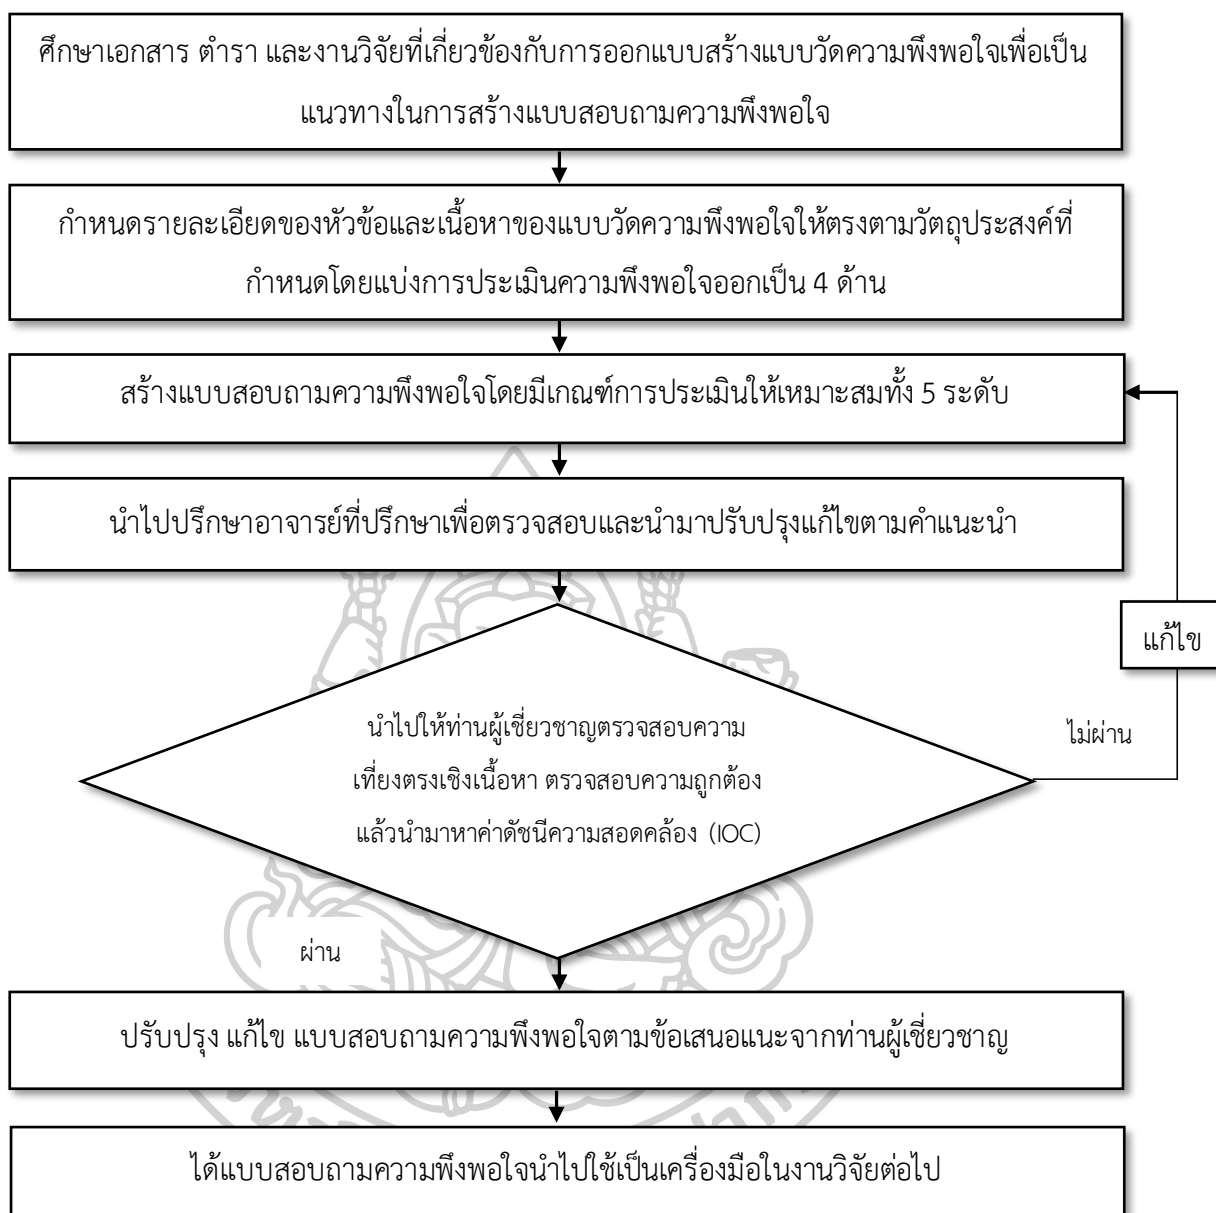 ศึกษาเอกสาร ตำรา และงานวิจัยที่เกี่ยวข้องกับการออกแบบสร้างแบบวัดความพึงพอใจเพื่อเป็น
แนวทางในการสร้างแบบสอบถามความพึงพอใจ
กำหนดรายละเอียดของหัวข้อและเนื้อหาของแบบวัดความพึงพอใจให้ตรงตามวัตถุประสงค์ที่
กำหนดโดยแบ่งการประเมินความพึงพอใจออกเป็น 4 ด้าน
สร้างแบบสอบถามความพึงพอใจโดยมีเกณฑ์การประเมินให้เหมาะสมทั้ง 5 ระดับ
นำไปปรึกษาอาจารย์ที่ปรึกษาเพื่อตรวจสอบและนำมาปรับปรุงแก้ไขตามคำแนะนำ
แก้ไข
ไม่ผ่าน
นำไปให้ท่านผู้เชี่ยวชาญตรวจสอบความ
เที่ยงตรงเชิงเนื้อหา ตรวจสอบความถูกต้อง
แล้วนำมาหาค่าดัชนีความสอดคล้อง (IOC)
ผ่าน
ปรับปรุง แก้ไข แบบสอบถามความพึงพอใจตามข้อเสนอแนะจากท่านผู้เชี่ยวชาญ
ได้แบบสอบถามความพึงพอใจนำไปใช้เป็นเครื่องมือในงานวิจัยต่อไป